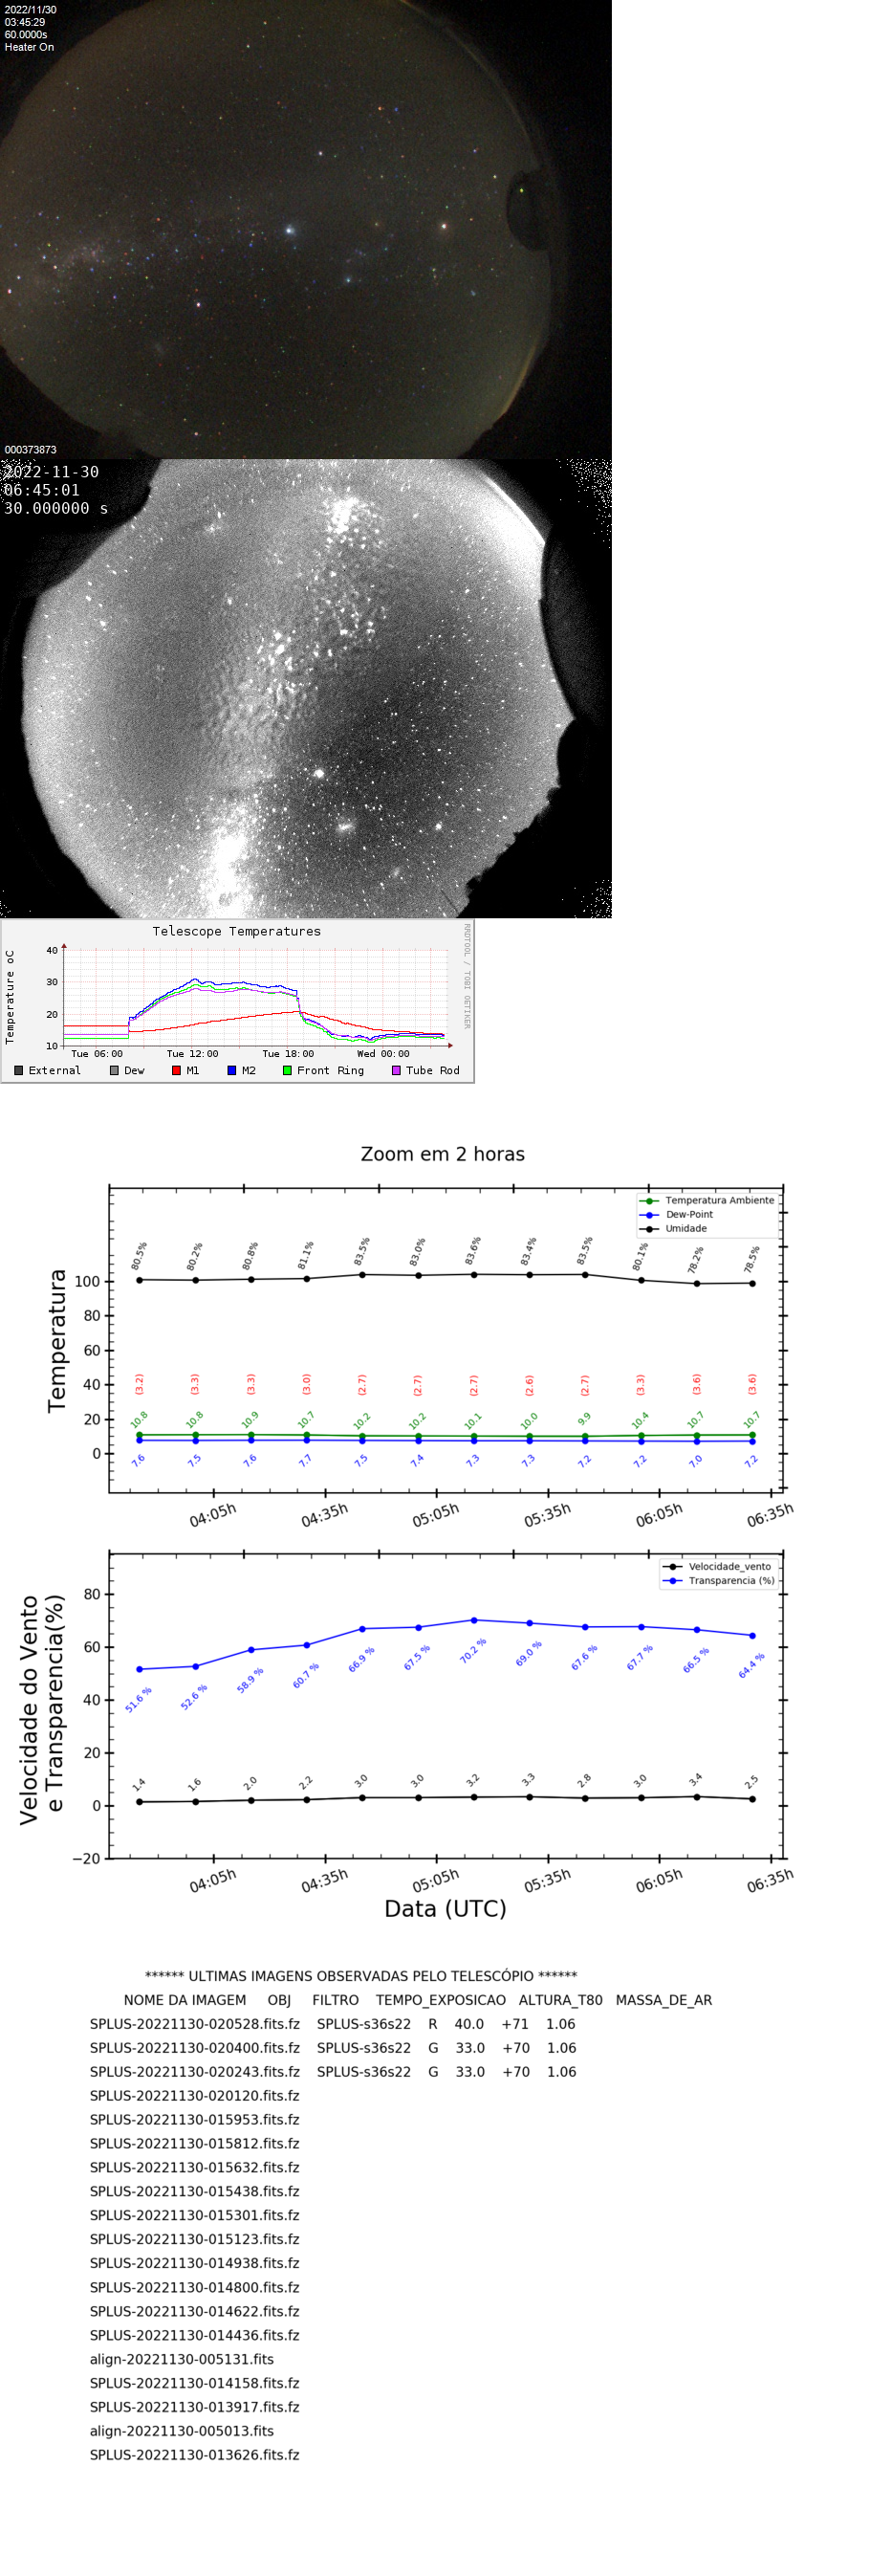 2022/11/30
03:45:29
60.0000s
Heater On
000373873
2022-11-30
06:45:01
30.000000 s
Telescope Temperatures
RRDTOOL / TOBI OETIKER
Temperature oC
40
30
20
10
Tue 06:00 Tue 12:00 Tue 18:00 Wed 00:00
External Dew M1 M2 Front Ring Tube Rod
Zoom em 2 horas
Temperatura
Temperatura Ambiente
Dew-Point
Umidade
80.5% 80.2% 80.8% 81.1% 83.5% 83.0% 83.6% 83.4% 83.5% 80.1% 78.2% 78.5%
100
80
60
40
20
0
(3.2) (3.3) (3.3) (3.0) (2.7) (2.7) (2.7) (2.6) (2.7) (3.3) (3.6) (3.6)
10.8 10.8 10.9 10.7 10.2 10.2 10.1 10.0 9.9 10.4 10.7 10.7
7.6 7.5 7.6 7.7 7.5 7.4 7.3 7.3 7.2 7.2 7.0 7.2
04:05h 04:35h 05:05h 05:35h 06:05h 06:35h
Velocidade do Vento
e Transparencia(%)
Velocidade_vento
Transparencia (%)
80
60
40
20
0
−20
51.6 % 52.6 % 58.9 % 60.7 % 66.9 % 67.5 % 70.2 % 69.0 % 67.6 % 67.7 % 66.5 % 64.4 %
1.4 1.6 2.0 2.2 3.0 3.0 3.2 3.3 2.8 3.0 3.4 2.5
04:05h 04:35h 05:05h 05:35h 06:05h 06:35h
Data (UTC)
****** ULTIMAS IMAGENS OBSERVADAS PELO TELESCÓPIO ******
NOME DA IMAGEM OBJ FILTRO TEMPO_EXPOSICAO ALTURA_T80 MASSA_DE_AR
SPLUS-20221130-020528.fits.fz SPLUS-s36s22 R 40.0 +71 1.06
SPLUS-20221130-020400.fits.fz SPLUS-s36s22 G 33.0 +70 1.06
SPLUS-20221130-020243.fits.fz SPLUS-s36s22 G 33.0 +70 1.06
SPLUS-20221130-020120.fits.fz
SPLUS-20221130-015953.fits.fz
SPLUS-20221130-015812.fits.fz
SPLUS-20221130-015632.fits.fz
SPLUS-20221130-015438.fits.fz
SPLUS-20221130-015301.fits.fz
SPLUS-20221130-015123.fits.fz
SPLUS-20221130-014938.fits.fz
SPLUS-20221130-014800.fits.fz
SPLUS-20221130-014622.fits.fz
SPLUS-20221130-014436.fits.fz
align-20221130-005131.fits
SPLUS-20221130-014158.fits.fz
SPLUS-20221130-013917.fits.fz
align-20221130-005013.fits
SPLUS-20221130-013626.fits.fz